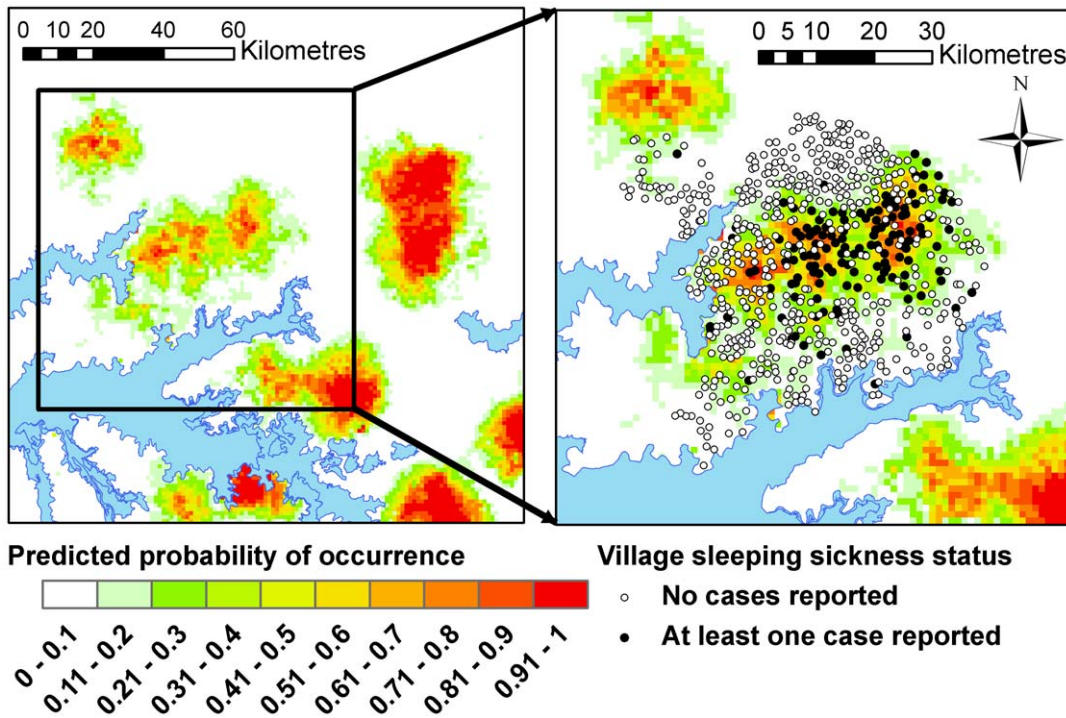 0 10 20 40 60
Kilometres
0 5 10 20 30
Kilometres
N
Predicted probability of occurrence
0 - 0.1
0.11 - 0.2
0.21 - 0.3
0.31 - 0.4
0.41 - 0.5
0.51 - 0.6
0.61 - 0.7
0.71 - 0.8
0.81 - 0.9
0.91 - 1
Village sleeping sickness status
No cases reported
At least one case reported